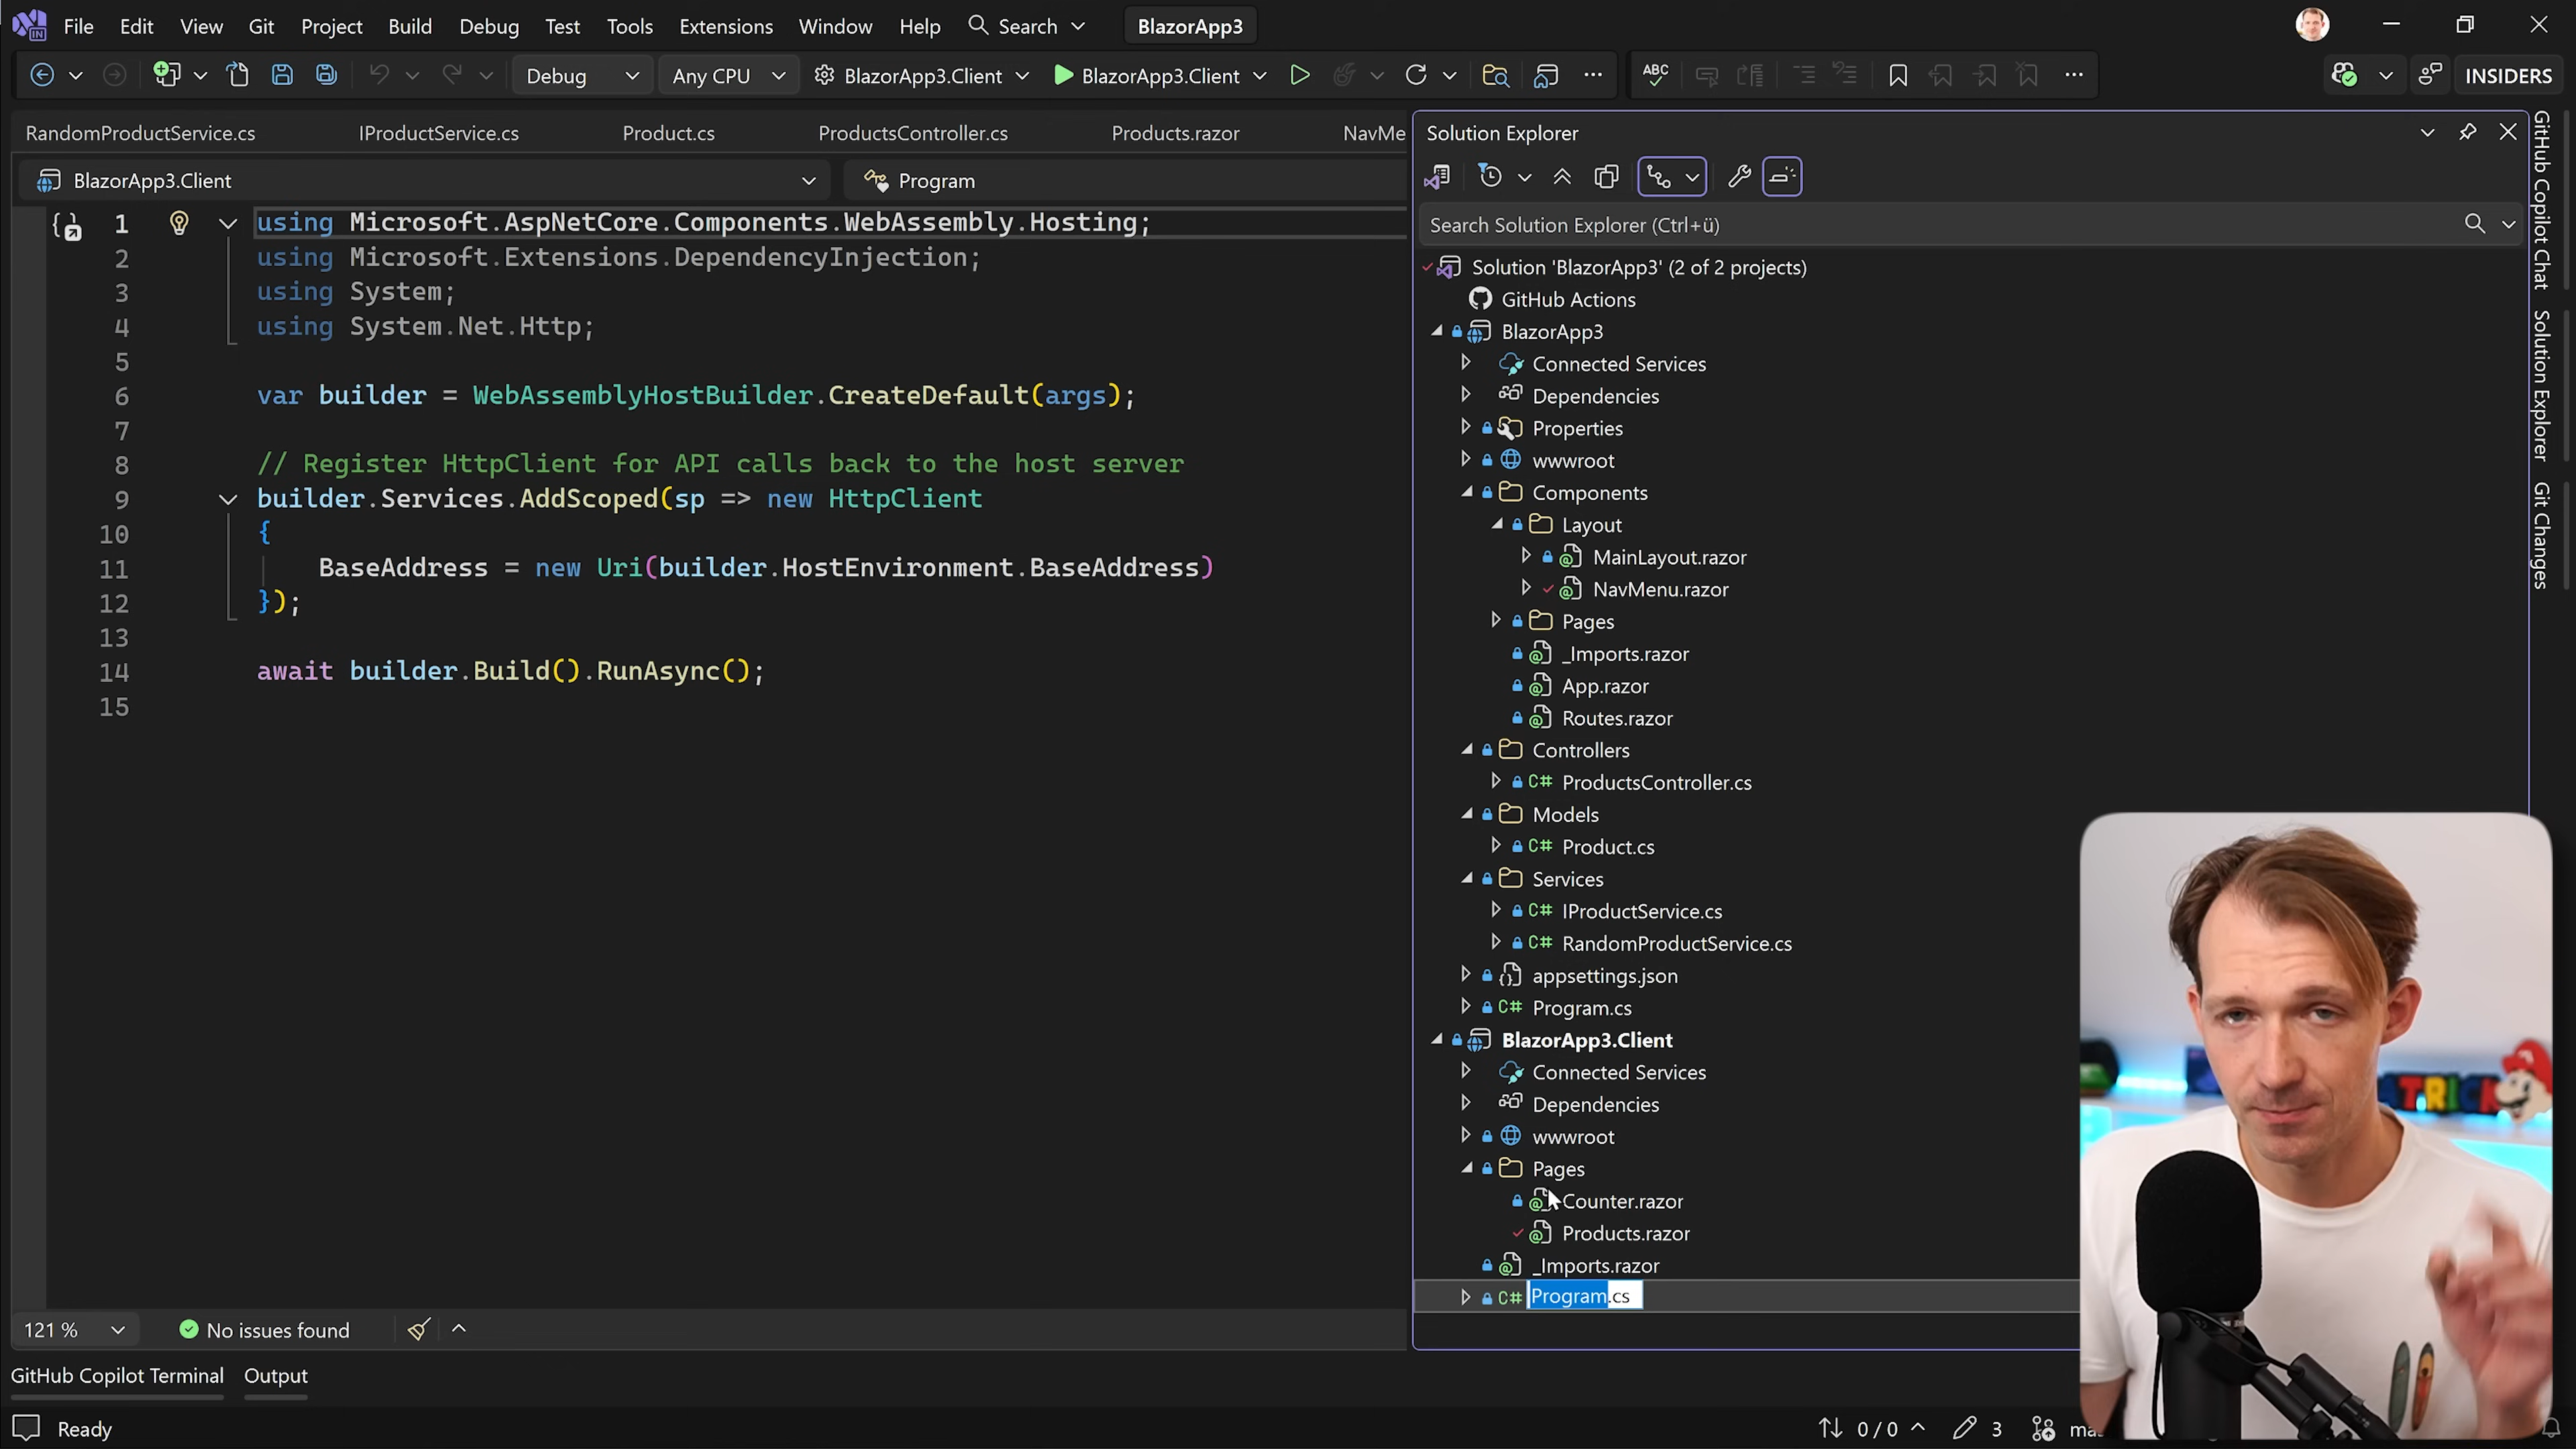 File Edit View Git Project Build Debug Test Tools Extensions Window Help Search BlazorApp3
Debug Any CPU BlazorApp3.Client BlazorApp3.Client ABC INSIDERS
RandomProductService.cs IProductService.cs Product.cs ProductsController.cs Products.razor NavMe
BlazorApp3.Client Program
1 using Microsoft.AspNetCore.Components.WebAssembly.Hosting;
2 using Microsoft.Extensions.DependencyInjection;
3 using System;
4 using System.Net.Http;
5
6 var builder = WebAssemblyHostBuilder.CreateDefault(args);
7
8 // Register HttpClient for API calls back to the host server
9 builder.Services.AddScoped(sp => new HttpClient
10 {
11 BaseAddress = new Uri(builder.HostEnvironment.BaseAddress)
12 });
13
14 await builder.Build().RunAsync();
15
121 % No issues found
GitHub Copilot Terminal Output
Ready
Solution Explorer
Search Solution Explorer (Ctrl+ü)
Solution 'BlazorApp3' (2 of 2 projects)
GitHub Actions
BlazorApp3
Connected Services
Dependencies
Properties
wwwroot
Components
Layout
MainLayout.razor
NavMenu.razor
Pages
_Imports.razor
App.razor
Routes.razor
Controllers
C# ProductsController.cs
Models
C# Product.cs
Services
C# IProductService.cs
C# RandomProductService.cs
appsettings.json
C# Program.cs
BlazorApp3.Client
Connected Services
Dependencies
wwwroot
Pages
Counter.razor
Products.razor
_Imports.razor
C# Program.cs
0 / 0 3 mas
GitHub Copilot Chat
Solution Explorer
Git Changes
TRICK